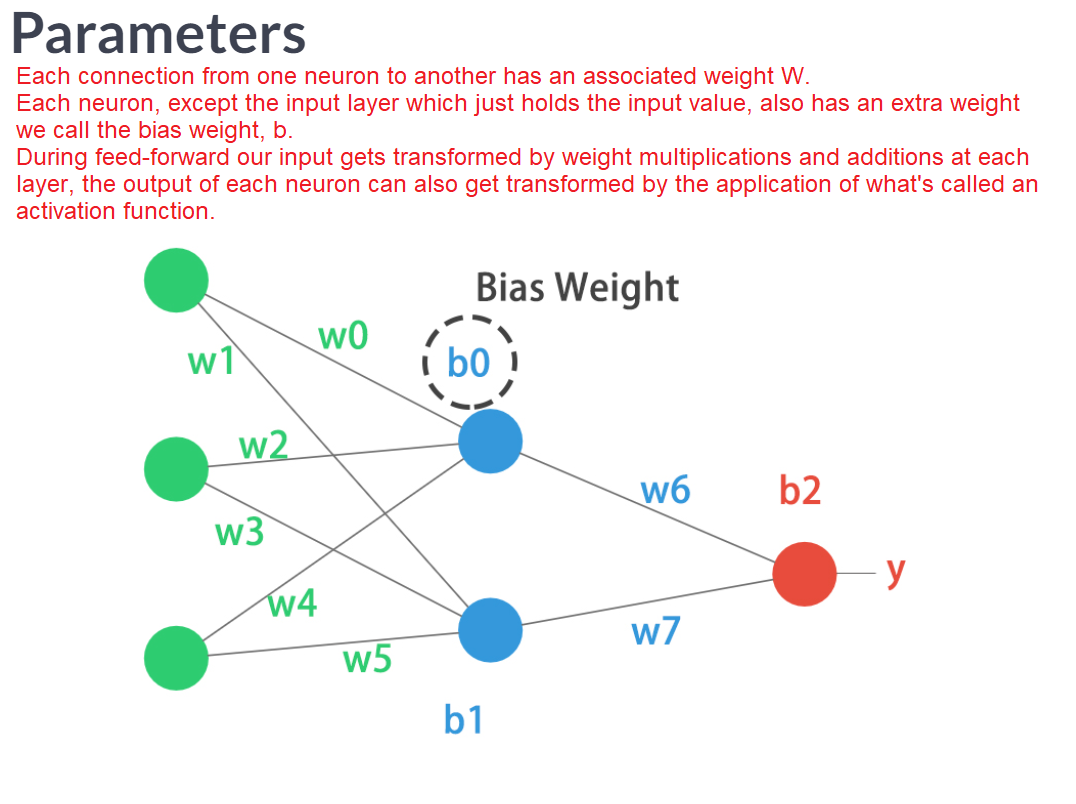 Parameters
Each connection from one neuron to another has an associated weight W.
Each neuron, except the input layer which just holds the input value, also has an extra weight
we call the bias weight, b.
During feed-forward our input gets transformed by weight multiplications and additions at each
layer, the output of each neuron can also get transformed by the application of what's called an
activation function.
Bias Weight
w0
b0
w1
w2
w6
b2
w3
y
w4
w7
w5
b1